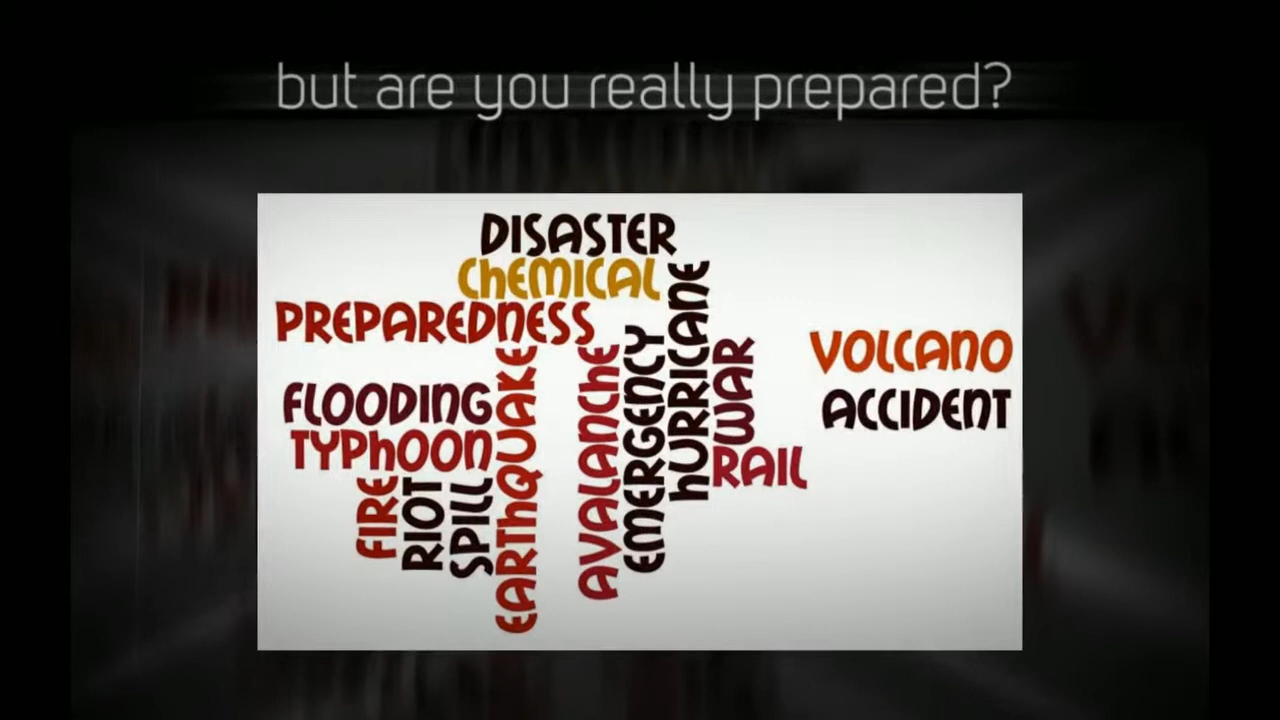 but are you really prepared?
DISASTER
ChEMICAL
PREPAREDNESS
hURRICANE
EMERGENCY
WAR
VOLCANO
EARThQUAKE
AVALANChE
FLOODING
ACCIDENT
TYPhOON
RAIL
FIRE
RIOT
SPILL